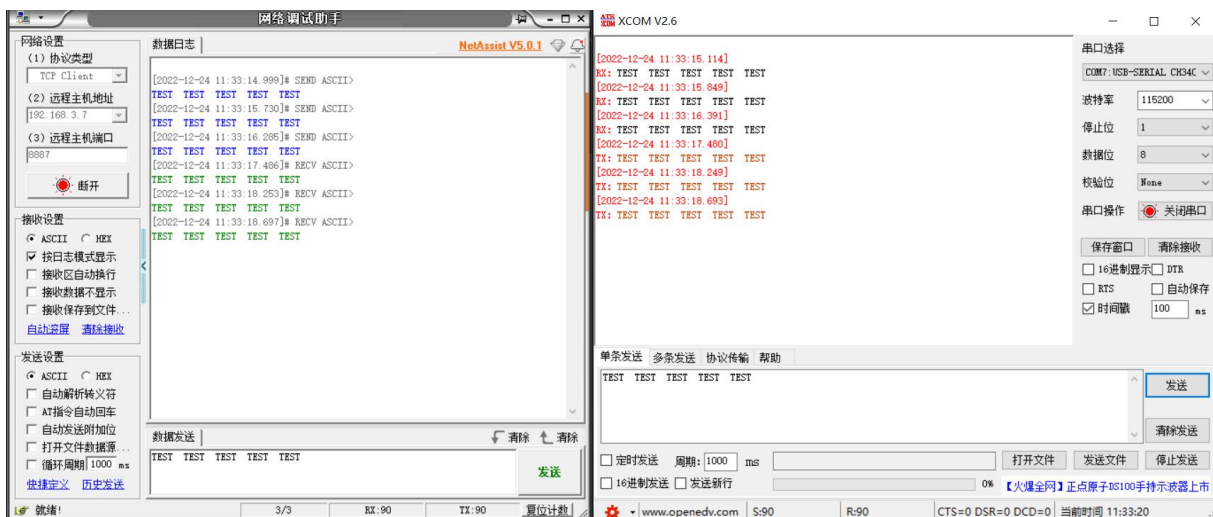 网络调试助手
网络设置
(1) 协议类型
TCP Client
(2) 远程主机地址
192.168.3.7
(3) 远程主机端口
8887
断开
接收设置
ASCII HEX
按日志模式显示
接收区自动换行
接收数据不显示
接收保存到文件...
自动滚屏 清除接收
发送设置
ASCII HEX
自动解析转义符
AT指令自动回车
自动发送附加位
打开文件数据源...
循环周期 1000 ms
快捷定义 历史发送
数据日志
NetAssist V5.0.1
[2022-12-24 11:33:14.999]# SEND ASCII>
TEST TEST TEST TEST TEST
[2022-12-24 11:33:15.730]# SEND ASCII>
TEST TEST TEST TEST TEST
[2022-12-24 11:33:16.285]# SEND ASCII>
TEST TEST TEST TEST TEST
[2022-12-24 11:33:17.486]# RECV ASCII>
TEST TEST TEST TEST TEST
[2022-12-24 11:33:18.253]# RECV ASCII>
TEST TEST TEST TEST TEST
[2022-12-24 11:33:18.697]# RECV ASCII>
TEST TEST TEST TEST TEST
数据发送 清除 清除
TEST TEST TEST TEST TEST
发送
就绪! 3/3 RX:90 TX:90 复位计数
ATK XCOM XCOM V2.6
[2022-12-24 11:33:15.114]
RX: TEST TEST TEST TEST TEST
[2022-12-24 11:33:15.849]
RX: TEST TEST TEST TEST TEST
[2022-12-24 11:33:16.391]
RX: TEST TEST TEST TEST TEST
[2022-12-24 11:33:17.480]
TX: TEST TEST TEST TEST TEST
[2022-12-24 11:33:18.249]
TX: TEST TEST TEST TEST TEST
[2022-12-24 11:33:18.693]
TX: TEST TEST TEST TEST TEST
串口选择
COM7:USB-SERIAL CH34C
波特率 115200
停止位 1
数据位 8
校验位 None
串口操作 关闭串口
保存窗口 清除接收
16进制显示 DTR
RTS 自动保存
时间戳 100 ms
单条发送 多条发送 协议传输 帮助
TEST TEST TEST TEST TEST
发送
清除发送
定时发送 周期: 1000 ms 打开文件 发送文件 停止发送
16进制发送 发送新行 0% 【火爆全网】正点原子DS100手持示波器上市
www.openedv.com S:90 R:90 CTS=0 DSR=0 DCD=0 当前时间 11:33:20